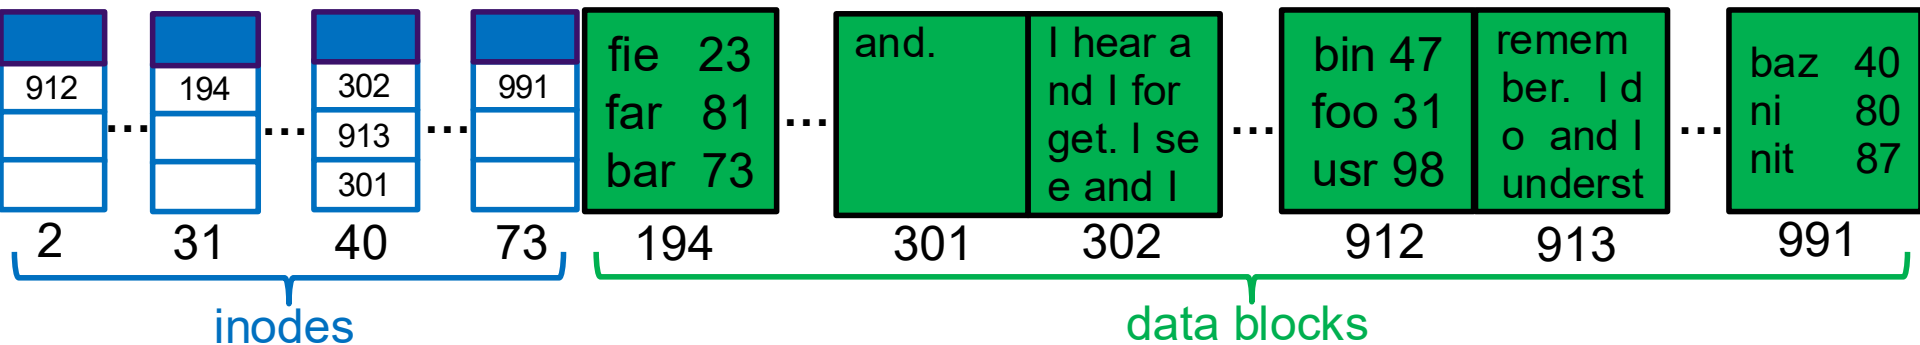 912
194
302
913
301
991
fie 23
far 81
bar 73
and.
I hear a
nd I for
get. I se
e and I
bin 47
foo 31
usr 98
remem
ber. I d
o and I
underst
baz 40
ni 80
nit 87
... ... ... ... ... ...
2 31 40 73 194 301 302 912 913 991
inodes
data blocks